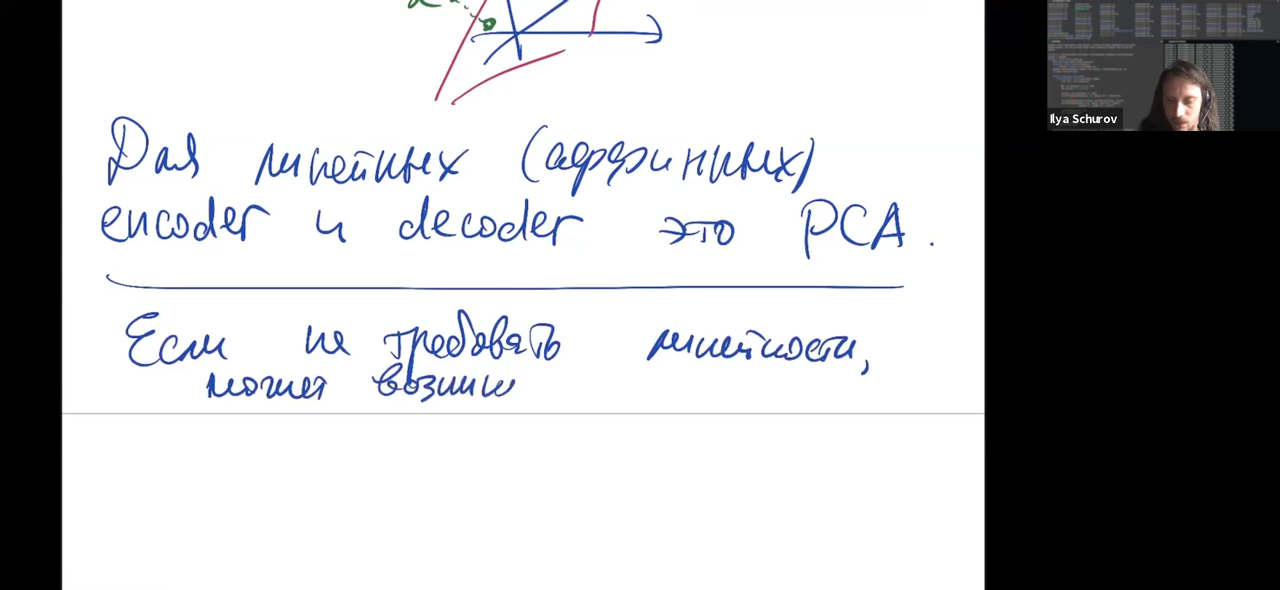 Для линейных (аффинных)
encoder и decoder это PCA.
Если не требовать линейности,
может возник
Ilya Schurov